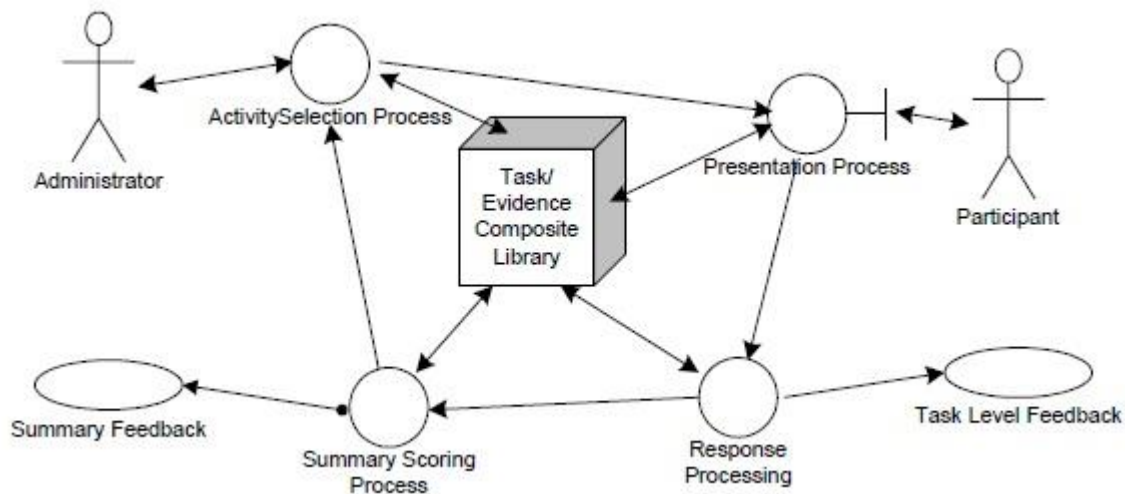 ActivitySelection Process
Administrator
Presentation Process
Participant
Task/
Evidence
Composite
Library
Summary Feedback
Summary Scoring
Process
Response
Processing
Task Level Feedback